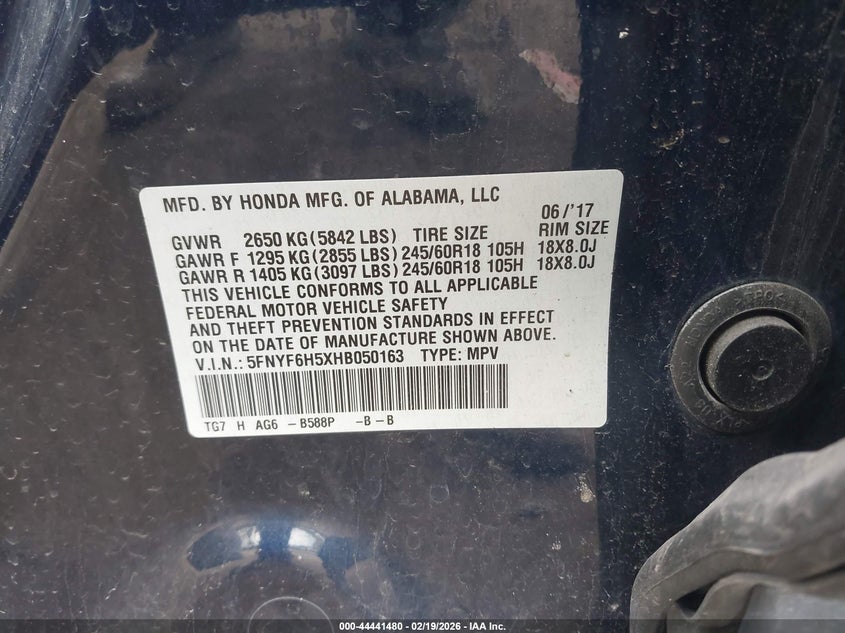 MFD. BY HONDA MFG. OF ALABAMA, LLC 06/'17
GVWR 2650 KG(5842 LBS) TIRE SIZE RIM SIZE
GAWR F 1295 KG(2855 LBS) 245/60R18 105H 18X8.0J
GAWR R 1405 KG(3097 LBS) 245/60R18 105H 18X8.0J
THIS VEHICLE CONFORMS TO ALL APPLICABLE
FEDERAL MOTOR VEHICLE SAFETY
AND THEFT PREVENTION STANDARDS IN EFFECT
ON THE DATE OF MANUFACTURE SHOWN ABOVE.
V.I.N.: 5FNYF6H5XHB050163 TYPE: MPV
TG7 H AG6 -B588P -B-B
000-44441480 - 02/19/2026 - IAA Inc.